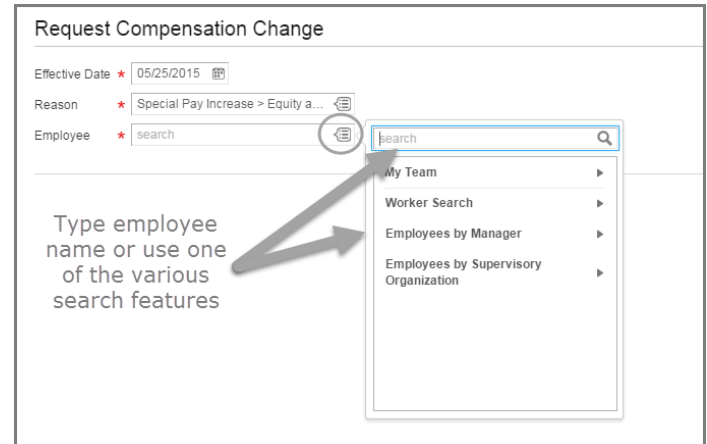 Request Compensation Change
Effective Date * 05/25/2015
Reason * Special Pay Increase > Equity a...
Employee * search
search
My Team
Worker Search
Employees by Manager
Employees by Supervisory
Organization
Type employee
name or use one
of the various
search features